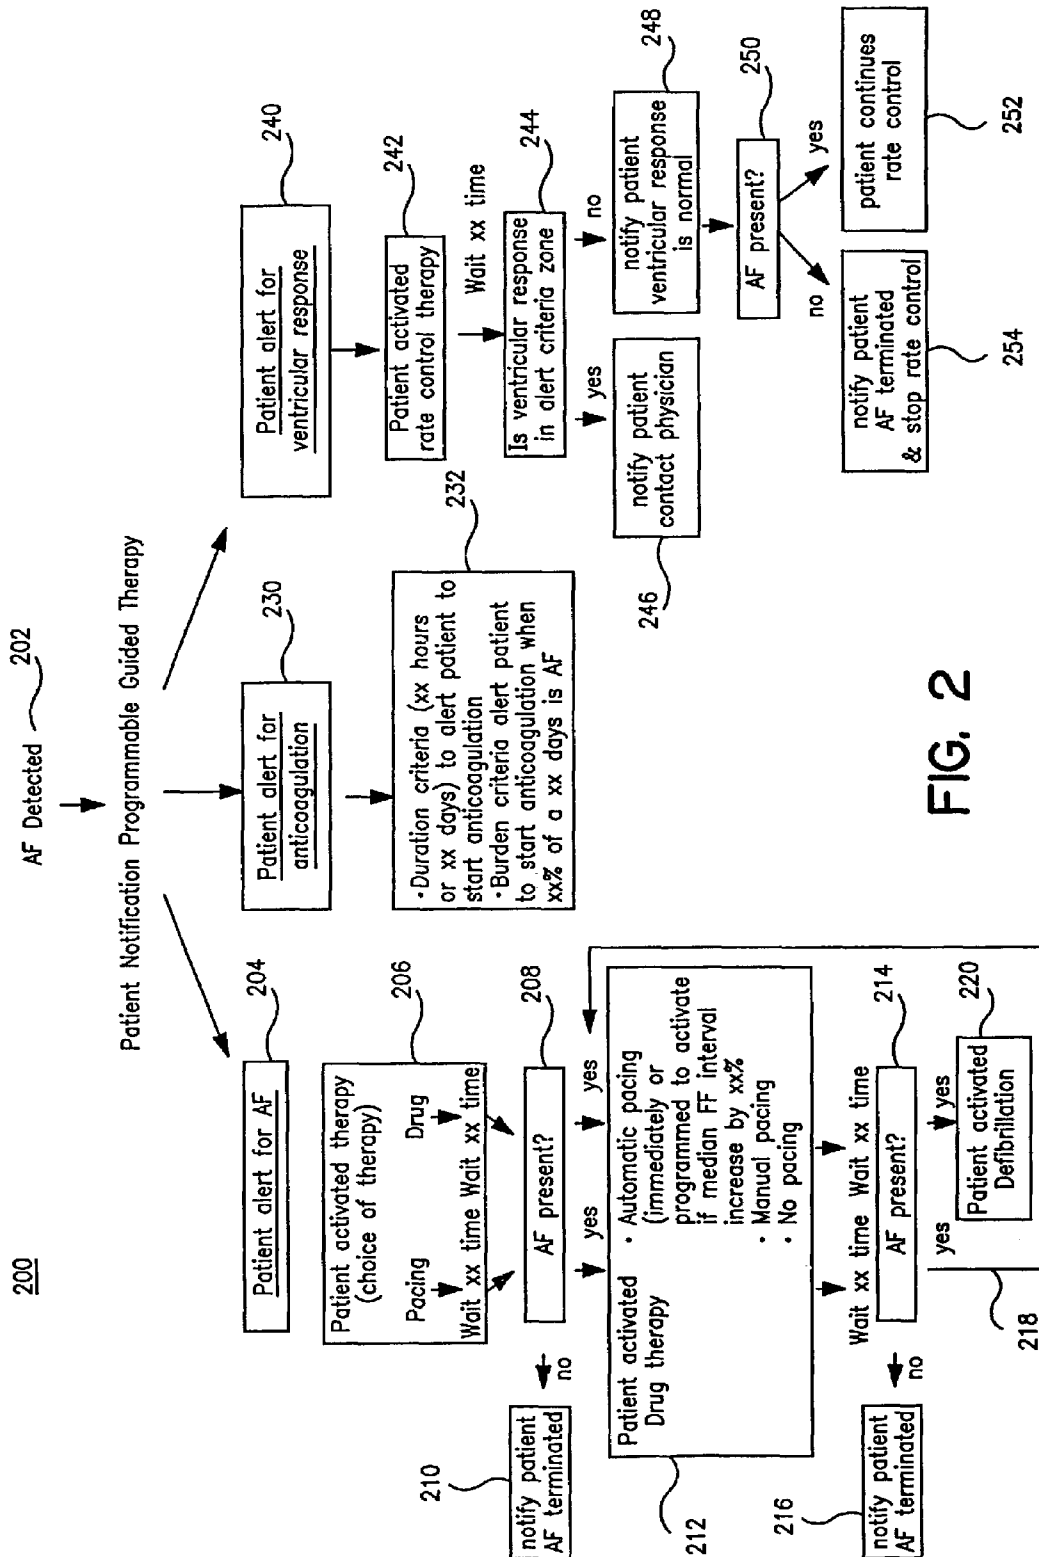 200
AF Detected
202
Patient Notification Programmable Guided Therapy
Patient alert for AF
204
Patient activated therapy
(choice of therapy)
Pacing
Drug
Wait xx time Wait xx time
206
AF present?
208
no
notify patient
AF terminated
210
yes
yes
Patient activated
Drug therapy
· Automatic pacing
(immediately or
programmed to activate
if median FF interval
increase by xx%
· Manual pacing
· No pacing
212
Wait xx time Wait xx time
AF present?
214
no
notify patient
AF terminated
216
yes
yes
218
Patient activated
Defibrillation
220
Patient alert for
anticoagulation
230
·Duration criteria (xx hours
or xx days) to alert patient to
start anticoagulation
·Burden criteria alert patient
to start anticoagulation when
xx% of a xx days is AF
232
Patient alert for
ventricular response
240
Patient activated
rate control therapy
242
Wait xx time
Is ventricular response
in alert criteria zone
244
yes
no
notify patient
contact physician
246
notify patient
ventricular response
is normal
248
AF present?
250
no
yes
notify patient
AF terminated
& stop rate control
254
patient continues
rate control
252
FIG. 2